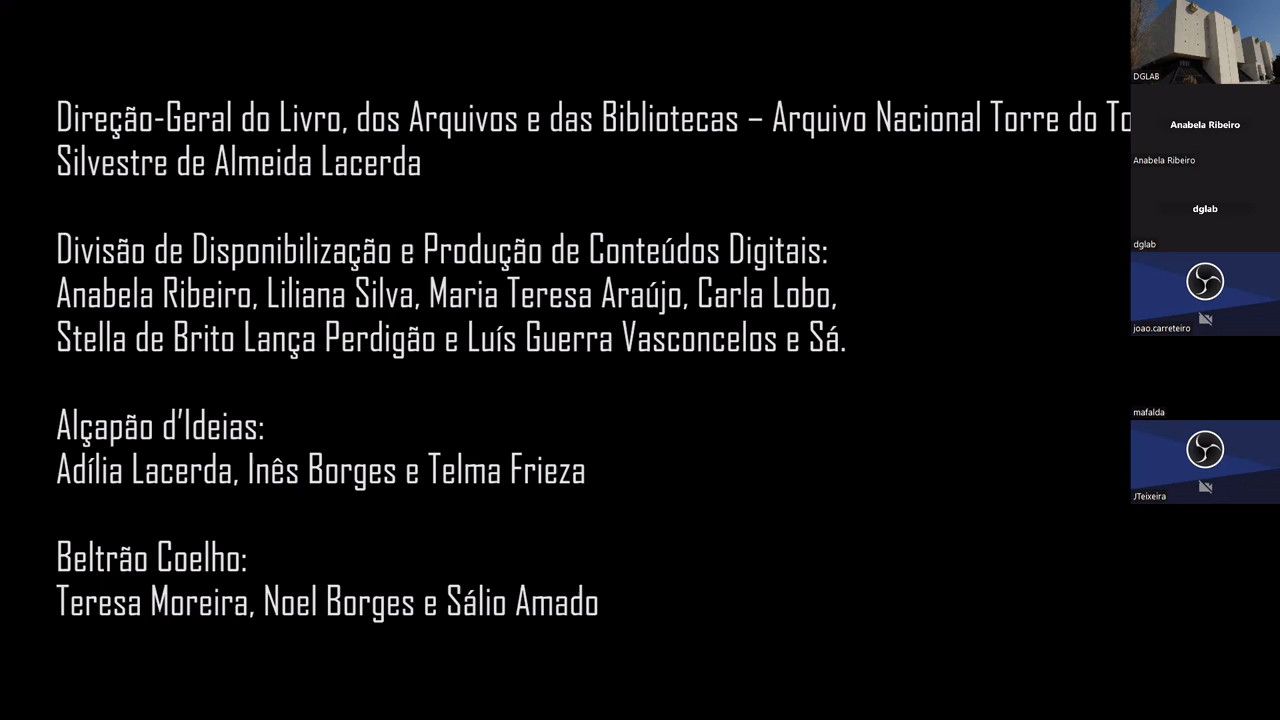 Direção-Geral do Livro, dos Arquivos e das Bibliotecas – Arquivo Nacional Torre do
Silvestre de Almeida Lacerda
Divisão de Disponibilização e Produção de Conteúdos Digitais:
Anabela Ribeiro, Liliana Silva, Maria Teresa Araújo, Carla Lobo,
Stella de Brito Lança Perdigão e Luís Guerra Vasconcelos e Sá.
Alçapão d’Ideias:
Adília Lacerda, Inês Borges e Telma Frieza
Beltrão Coelho:
Teresa Moreira, Noel Borges e Sálio Amado
DGLAB
Anabela Ribeiro
Anabela Ribeiro
dglab
dglab
joao.carreteiro
mafalda
JTeixeira